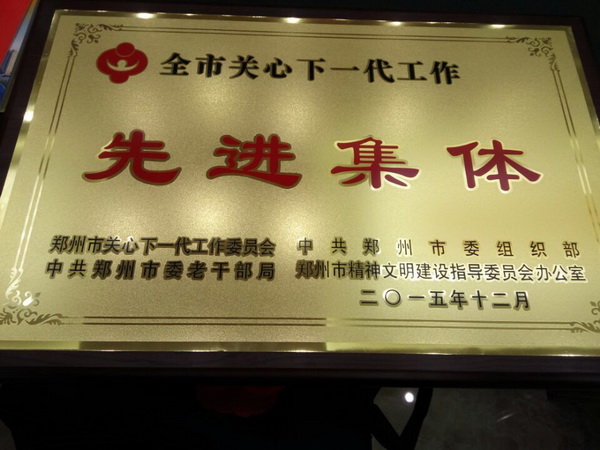 全市关心下一代工作
先进集体
郑州市关心下一代工作委员会 中共郑州市委组织部
中共郑州市委老干部局 郑州市精神文明建设指导委员会办公室
二〇一五年十二月